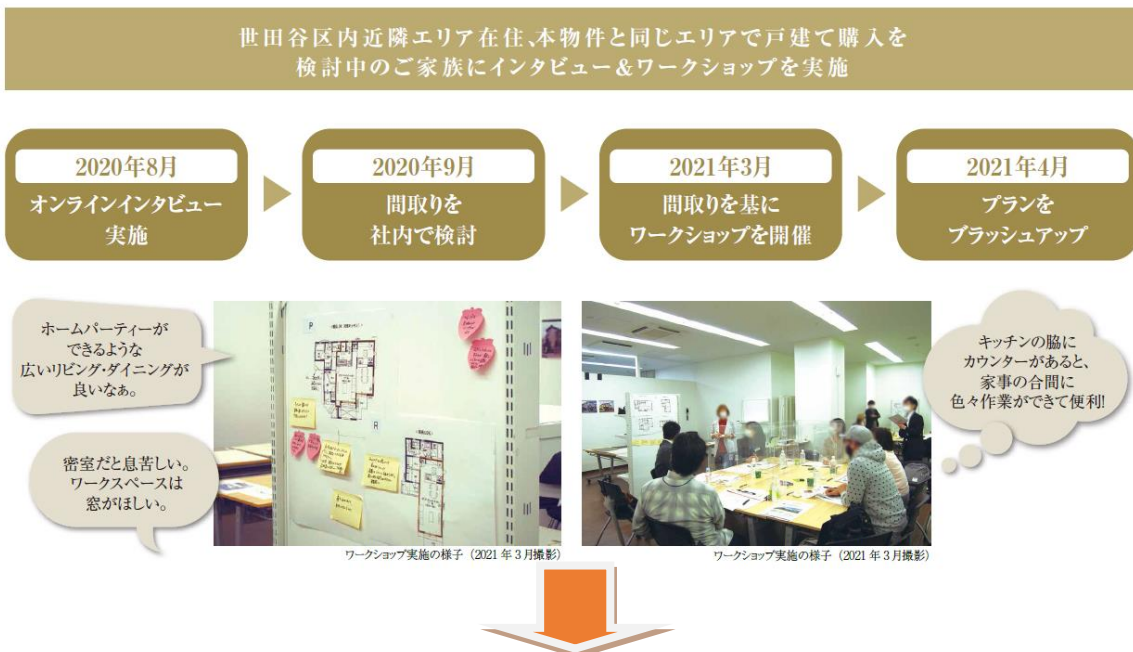 世田谷区内近隣エリア在住、本物件と同じエリアで戸建て購入を
検討中のご家族にインタビュー&ワークショップを実施
2020年8月
オンラインインタビュー
実施
2020年9月
間取りを
社内で検討
2021年3月
間取りを基に
ワークショップを開催
2021年4月
プランを
ブラッシュアップ
ホームパーティーが
できるような
広いリビング・ダイニングが
良いなぁ。
密室だと息苦しい。
ワークスペースは
窓がほしい。
P
R
キッチンの脇に
カウンターがあると、
家事の合間に
色々作業ができて便利!
ワークショップ実施の様子（2021年3月撮影）
ワークショップ実施の様子（2021年3月撮影）